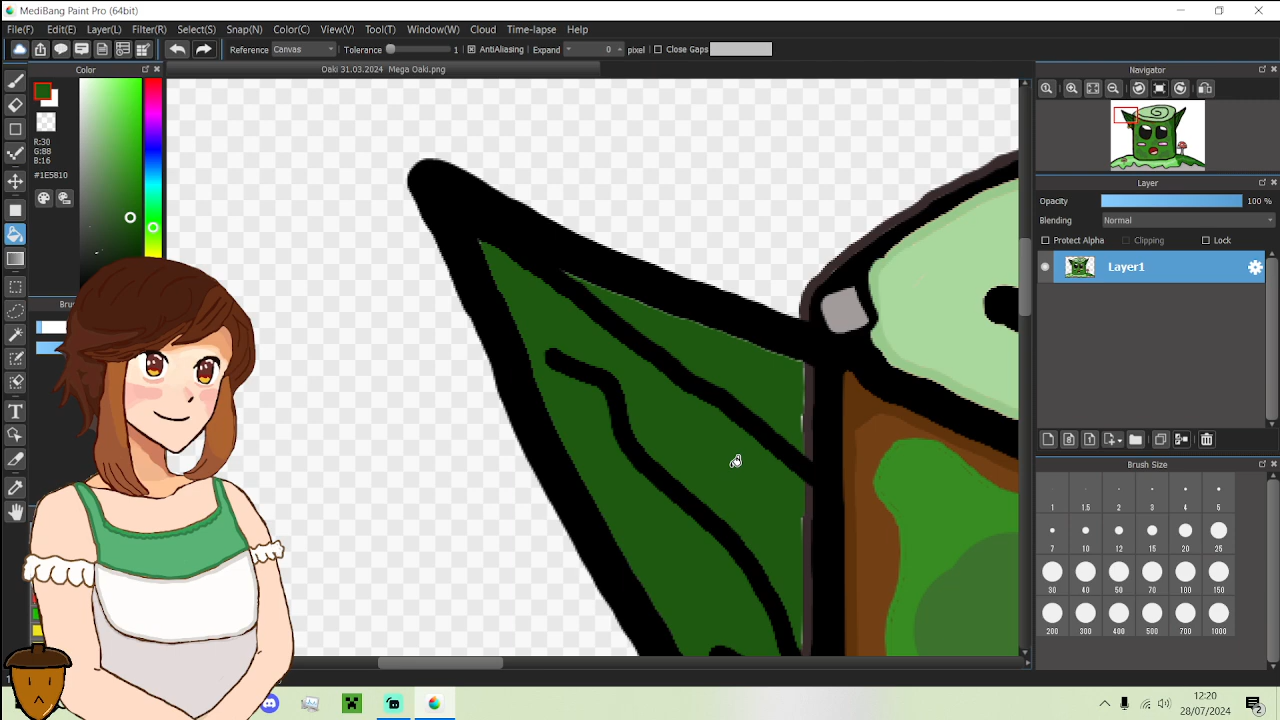 MediBang Paint Pro (64bit)
File(F) Edit(E) Layer(L) Filter(R) Select(S) Snap(N) Color(C) View(V) Tool(T) Window(W) Cloud Time-lapse Help
Reference Canvas Tolerance 1 AntiAliasing Expand 0 pixel Close Gaps
Color
Oaki 31.03.2024 Mega Oaki.png
Navigator
R:30
G:88
B:16
#1E5810
Layer
Opacity 100 %
Blending Normal
Protect Alpha Clipping Lock
Layer1
Brush Size
1 1.5 2 3 4 5
7 10 12 15 20 25
30 40 50 70 100 150
200 300 400 500 700 1000
12:20
28/07/2024
2